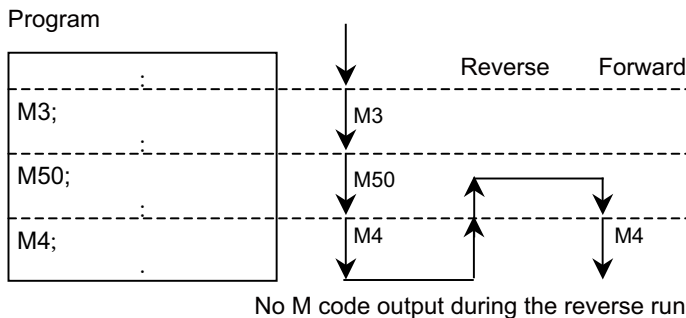 Program
Reverse Forward
:
M3;
M3
:
M50;
M50
:
M4;
M4
M4
.
No M code output during the reverse run